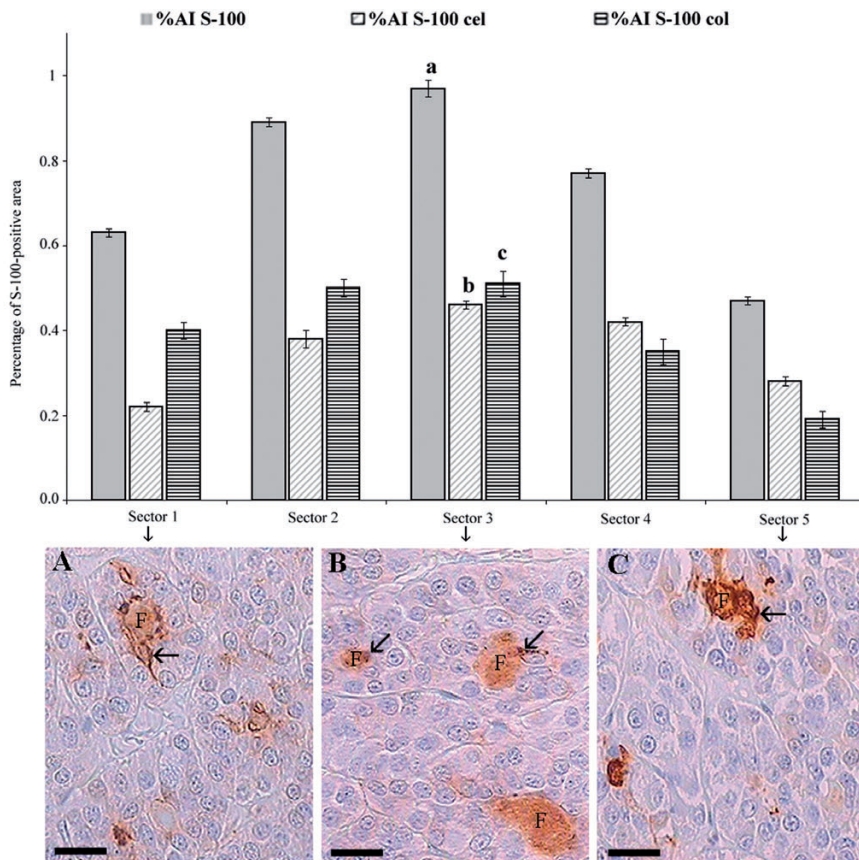 %AI S-100 %AI S-100 cel %AI S-100 col
Percentage of S-100-positive area
1
0.8
0.6
0.4
0.2
0.0
a
b
c
Sector 1 Sector 2 Sector 3 Sector 4 Sector 5
↓ ↓ ↓
A B C
F
F F
F
F